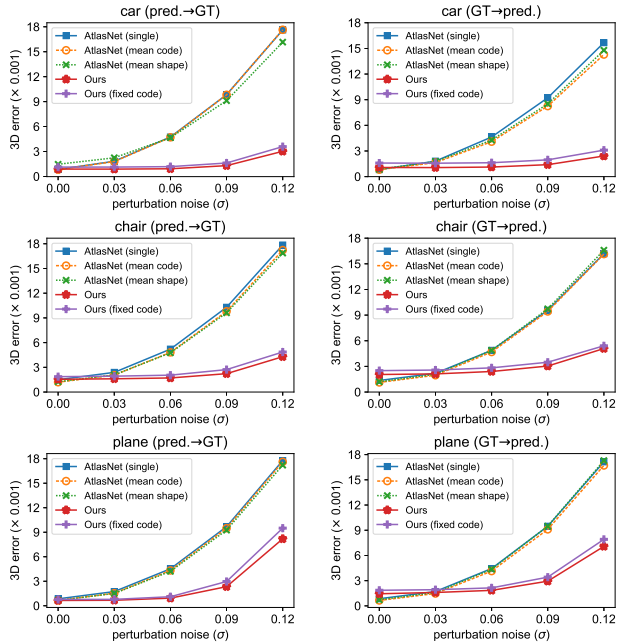 car (pred.→GT)
18
15
12
9
6
3
0
3D error (× 0.001)
AtlasNet (single)
AtlasNet (mean code)
AtlasNet (mean shape)
Ours
Ours (fixed code)
0.00 0.03 0.06 0.09 0.12
perturbation noise (σ)
car (GT→pred.)
18
15
12
9
6
3
0
3D error (× 0.001)
AtlasNet (single)
AtlasNet (mean code)
AtlasNet (mean shape)
Ours
Ours (fixed code)
0.00 0.03 0.06 0.09 0.12
perturbation noise (σ)
chair (pred.→GT)
18
15
12
9
6
3
0
3D error (× 0.001)
AtlasNet (single)
AtlasNet (mean code)
AtlasNet (mean shape)
Ours
Ours (fixed code)
0.00 0.03 0.06 0.09 0.12
perturbation noise (σ)
chair (GT→pred.)
18
15
12
9
6
3
0
3D error (× 0.001)
AtlasNet (single)
AtlasNet (mean code)
AtlasNet (mean shape)
Ours
Ours (fixed code)
0.00 0.03 0.06 0.09 0.12
perturbation noise (σ)
plane (pred.→GT)
18
15
12
9
6
3
0
3D error (× 0.001)
AtlasNet (single)
AtlasNet (mean code)
AtlasNet (mean shape)
Ours
Ours (fixed code)
0.00 0.03 0.06 0.09 0.12
perturbation noise (σ)
plane (GT→pred.)
18
15
12
9
6
3
0
3D error (× 0.001)
AtlasNet (single)
AtlasNet (mean code)
AtlasNet (mean shape)
Ours
Ours (fixed code)
0.00 0.03 0.06 0.09 0.12
perturbation noise (σ)